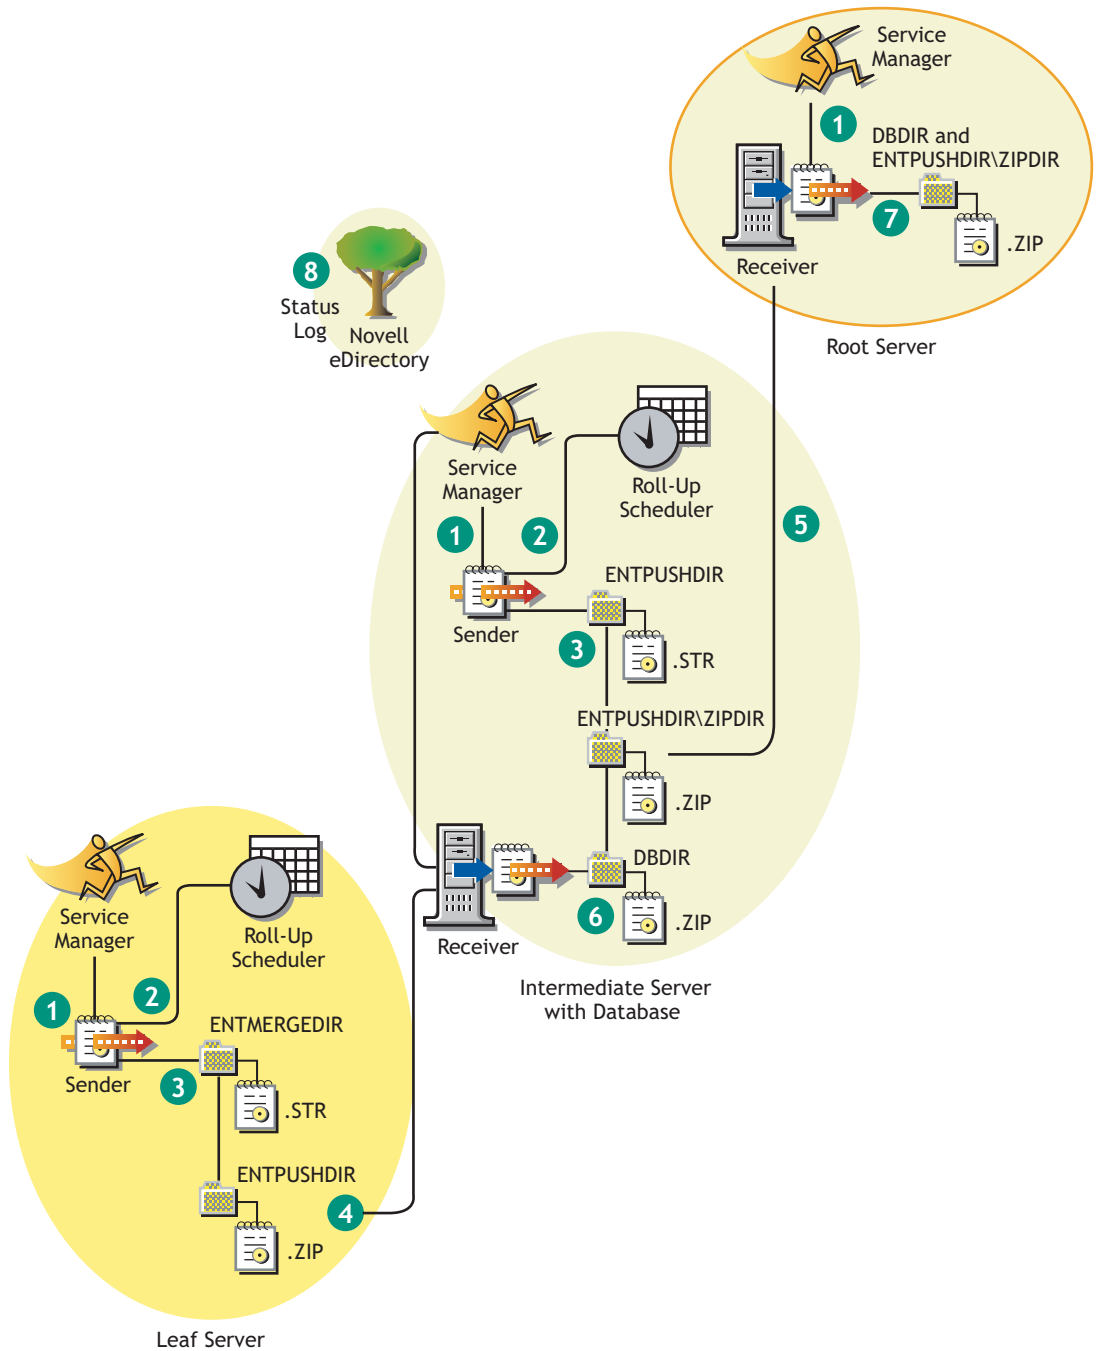 Service
Manager
1
DBDIR and
ENTPUSHDIR\ZIPDIR
7
.ZIP
Receiver
Root Server
8
Status
Log
Novell
eDirectory
Service
Manager
Roll-Up
Scheduler
1
2
5
ENTPUSHDIR
Sender
3
.STR
ENTPUSHDIR\ZIPDIR
.ZIP
DBDIR
6
.ZIP
Receiver
Intermediate Server
with Database
Service
Manager
Roll-Up
Scheduler
1
2
ENTMERGEDIR
Sender
3
.STR
ENTPUSHDIR
4
.ZIP
Leaf Server